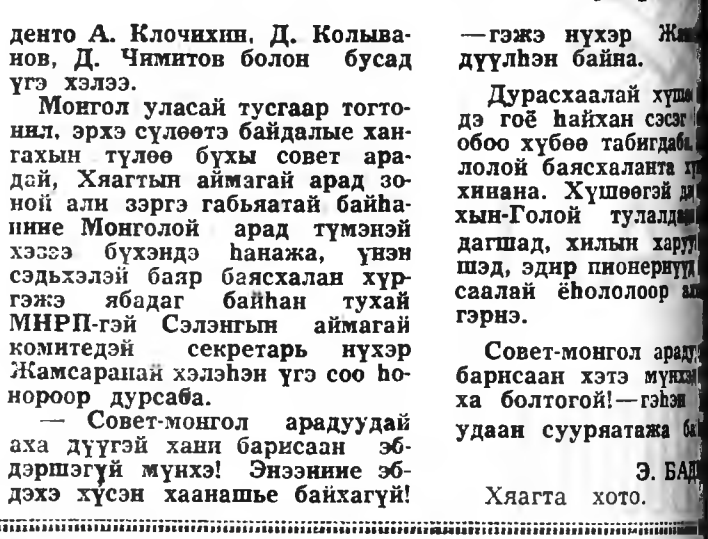 денто А. Клочихин, Д. Колыва-
нов, Д. Чимитов болон бусад
үгэ хэлээ.
Монгол уласай тусгаар тогто-
нил, эрхэ сүлөөтэ байдалые хан-
гахын түлөө бүхы совет ара-
дай, Хяагтын аймагай арад зо-
ной али зэргэ габьяатай байһа-
ниие Монголой арад түмэнэй
хэзээ бүхэндэ һанажа, үнэн
сэдьхэлэй баяр баясхалан хүр-
гэжэ ябадаг байһан тухай
МНРП-гэй Сэлэнгын аймагай
комитедэй секретарь нүхэр
Жамсаранай хэлэһэн үгэ соо һо-
нороор дурсаба.
— Совет-монгол арадуудай
аха дүүгэй хани барисаан эб-
дэршэгүй мүнхэ! Энээниие эб-
дэхэ хүсэн хаанашье байхагүй!
—гэжэ нүхэр
дүүлһэн байна.
Дурасхаалай
дэ гоё һайхан сэсэг
обоо хүбөө
лолой баясхаланта
хинана. Хүшөөгэй
хын-Голой
дагшад, хилын
шэд, эдир
саалай ёһололоор
гэрнэ.
Совет-монгол
барисаан хэтэ
ха болтогой!—гэһэн
удаан сууряатажа
Э.
Хяагта хото.